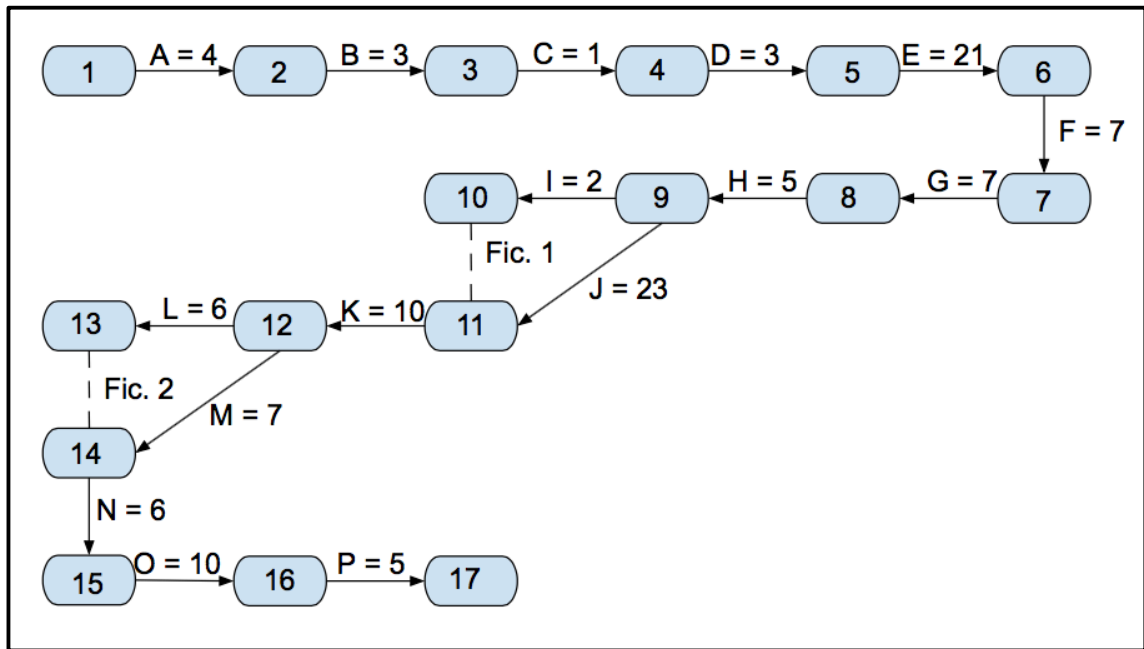 A = 4
B = 3
C = 1
D = 3
E = 21
1
2
3
4
5
6
F = 7
I = 2
H = 5
G = 7
10
9
8
7
Fic. 1
J = 23
L = 6
K = 10
13
12
11
Fic. 2
M = 7
14
N = 6
O = 10
P = 5
15
16
17